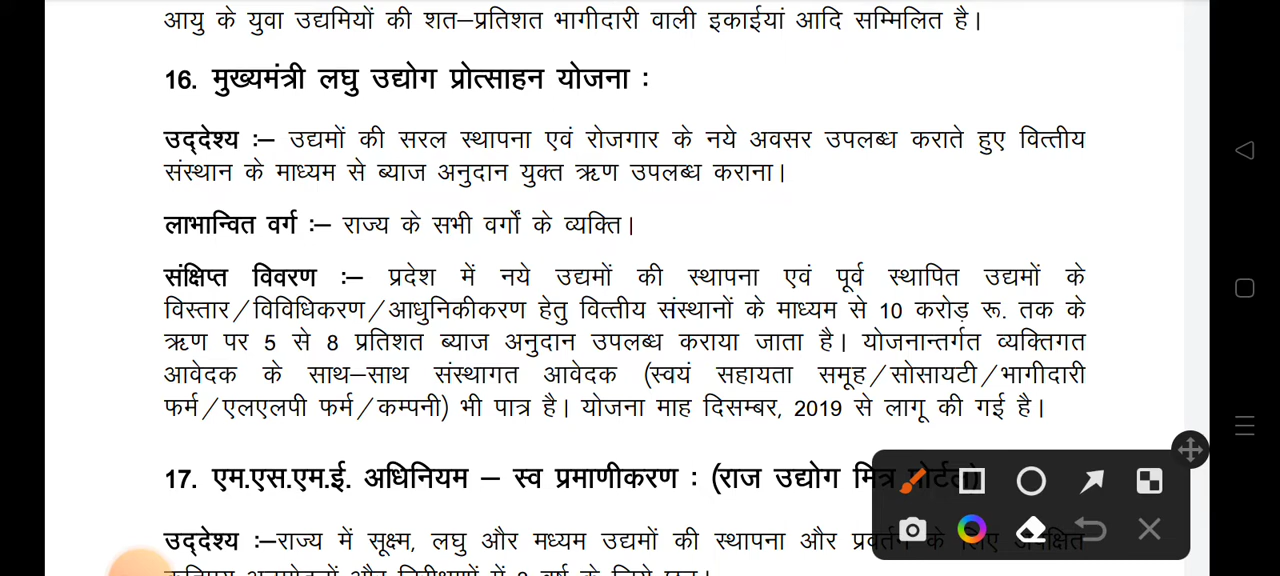 आयु के युवा उद्यमियों की शत–प्रतिशत भागीदारी वाली इकाईयां आदि सम्मिलित है।
16. मुख्यमंत्री लघु उद्योग प्रोत्साहन योजना :
उद्देश्य :– उद्यमों की सरल स्थापना एवं रोजगार के नये अवसर उपलब्ध कराते हुए वित्तीय
संस्थान के माध्यम से ब्याज अनुदान युक्त ऋण उपलब्ध कराना।
लाभान्वित वर्ग :– राज्य के सभी वर्गों के व्यक्ति।
संक्षिप्त विवरण :– प्रदेश में नये उद्यमों की स्थापना एवं पूर्व स्थापित उद्यमों के
विस्तार/विविधिकरण/आधुनिकीकरण हेतु वित्तीय संस्थानों के माध्यम से 10 करोड़ रू. तक के
ऋण पर 5 से 8 प्रतिशत ब्याज अनुदान उपलब्ध कराया जाता है। योजनान्तर्गत व्यक्तिगत
आवेदक के साथ–साथ संस्थागत आवेदक (स्वयं सहायता समूह/सोसायटी/भागीदारी
फर्म/एलएलपी फर्म/कम्पनी) भी पात्र है। योजना माह दिसम्बर, 2019 से लागू की गई है।
17. एम.एस.एम.ई. अधिनियम – स्व प्रमाणीकरण : (राज उद्योग मित्र पोर्टल)
उद्देश्य :–राज्य में सूक्ष्म, लघु और मध्यम उद्यमों की स्थापना और प्रवर्तन के लिए